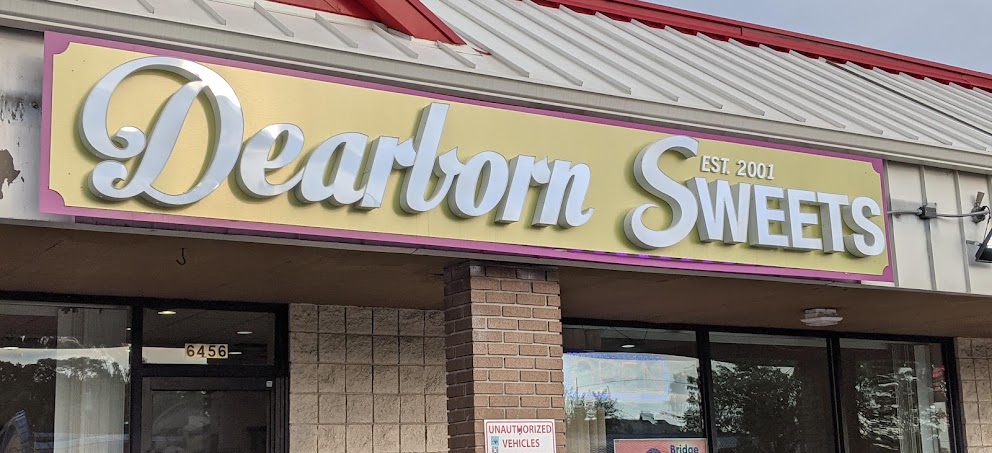 Dearborn Sweets
EST. 2001
6456
UNAUTHORIZED
VEHICLES
Bridge